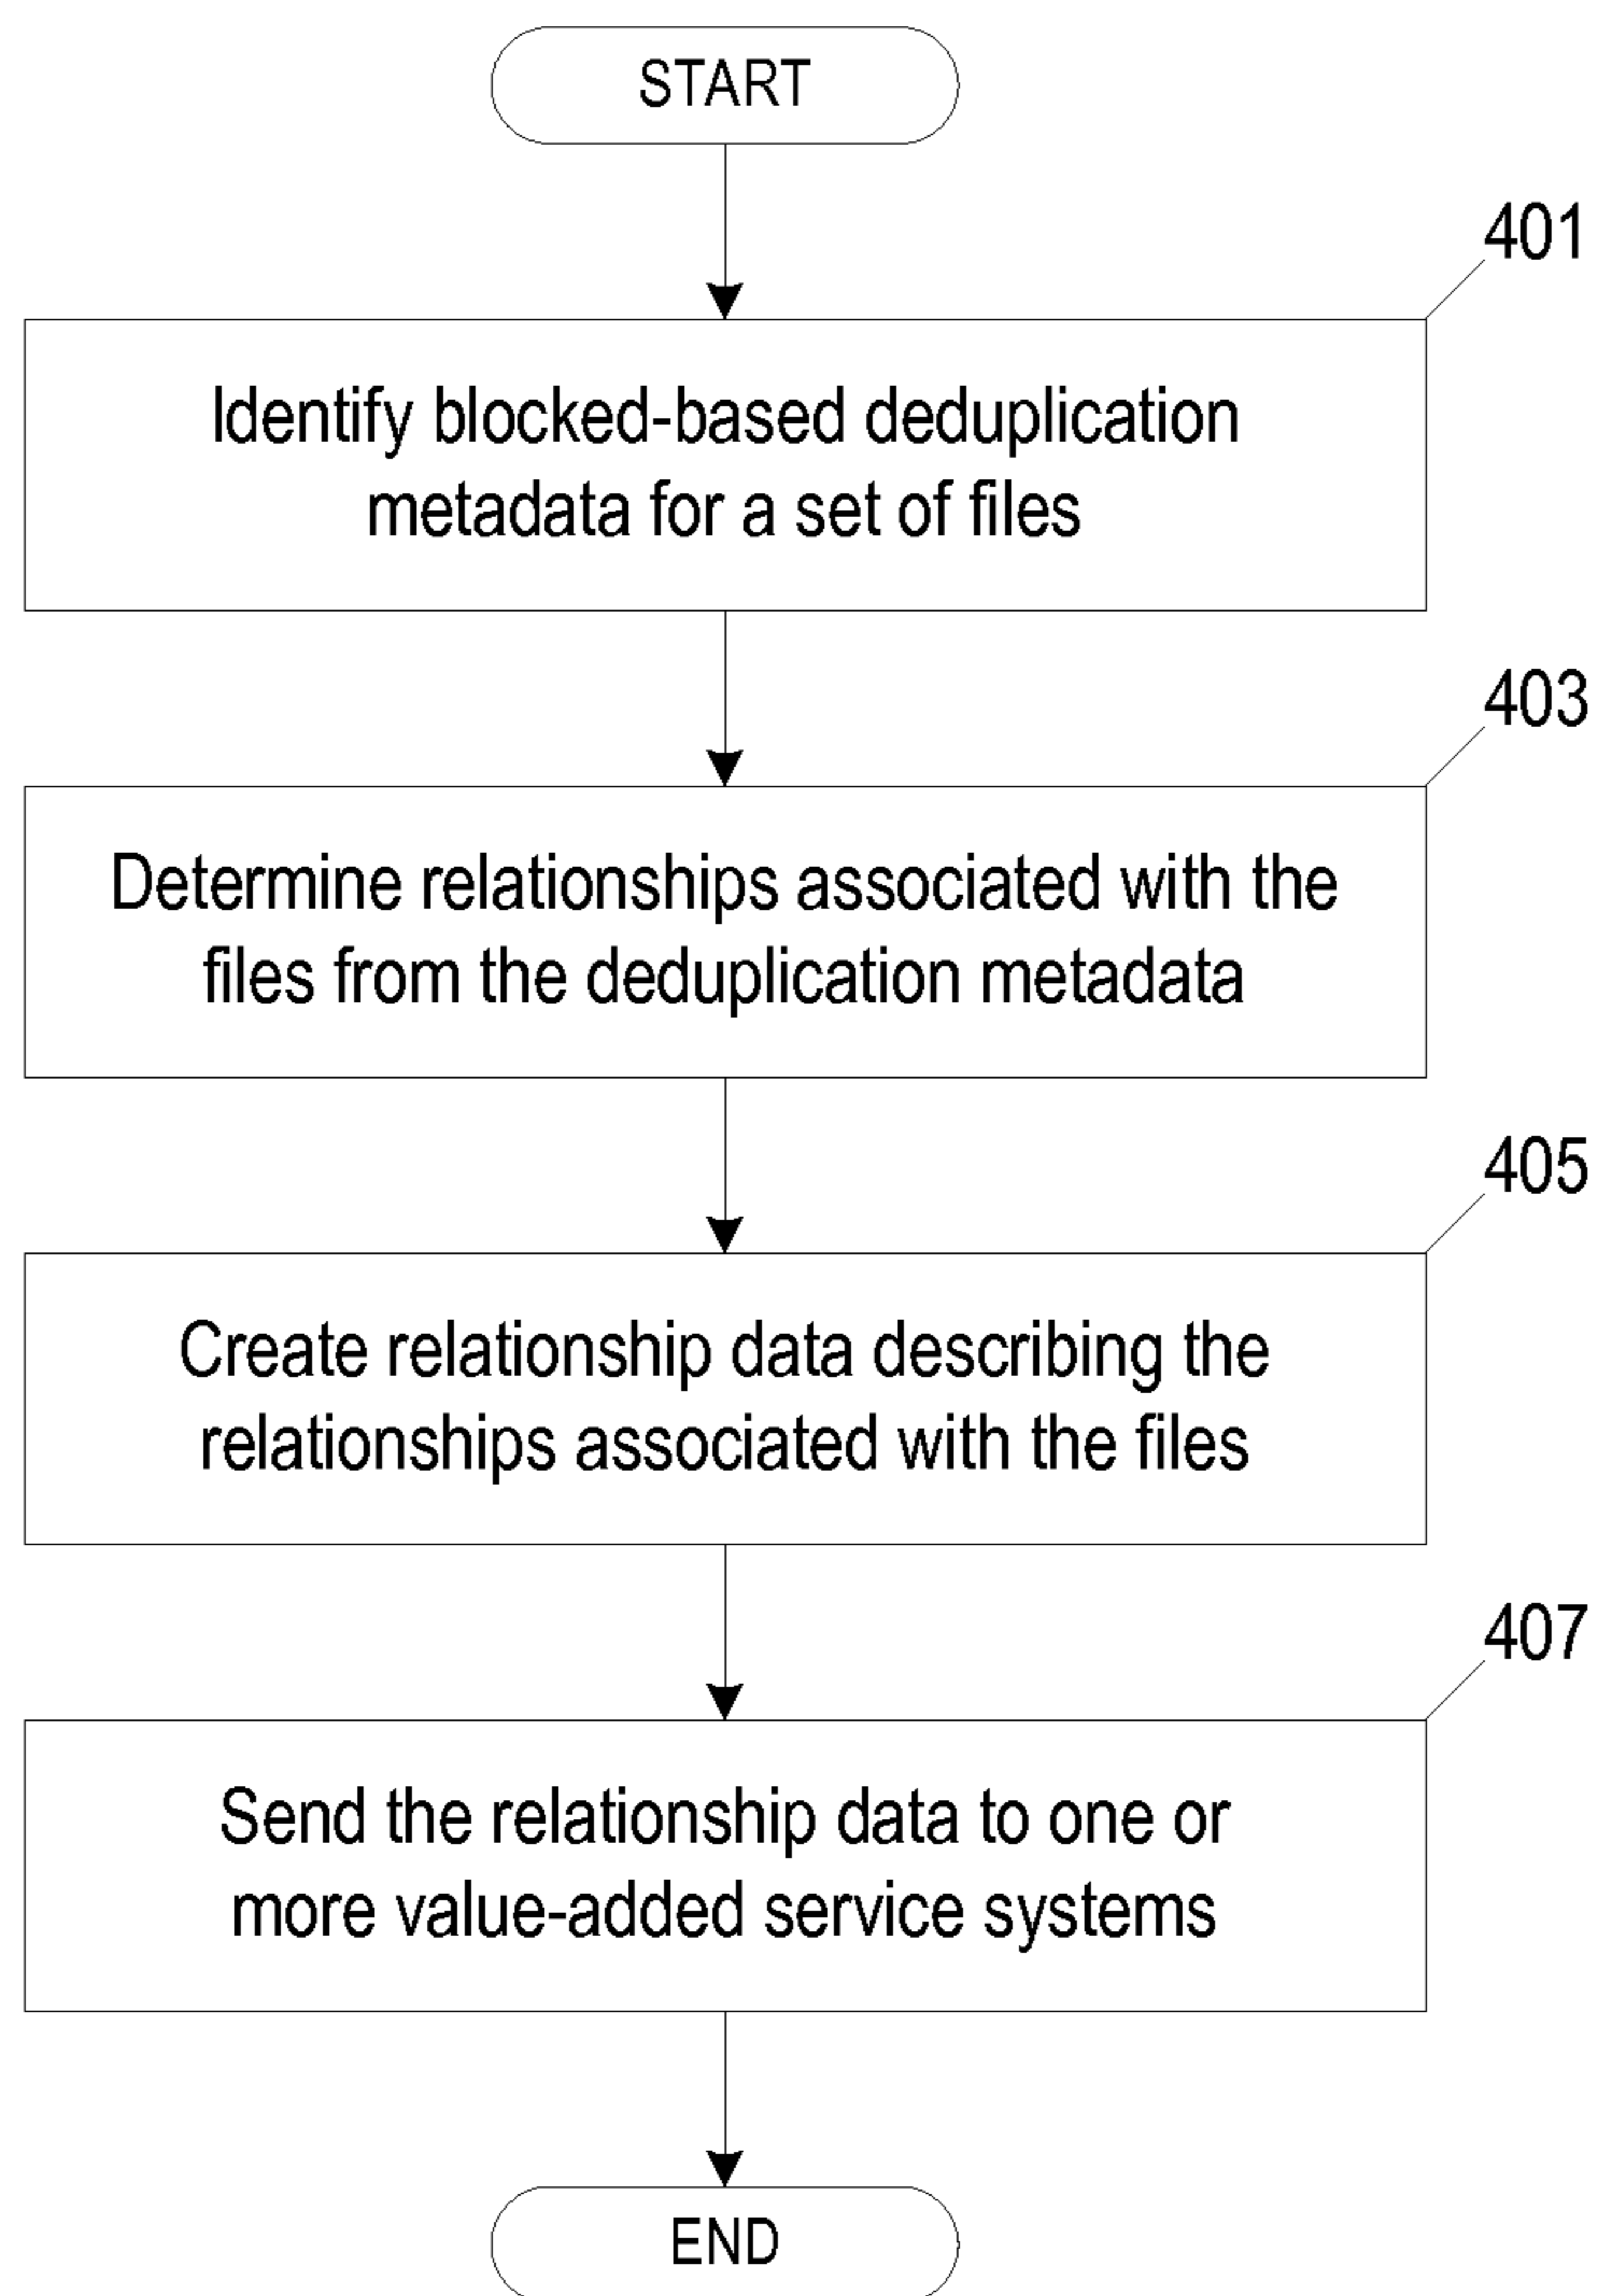 START
401
Identify blocked-based deduplication
metadata for a set of files
403
Determine relationships associated with the
files from the deduplication metadata
405
Create relationship data describing the
relationships associated with the files
407
Send the relationship data to one or
more value-added service systems
END